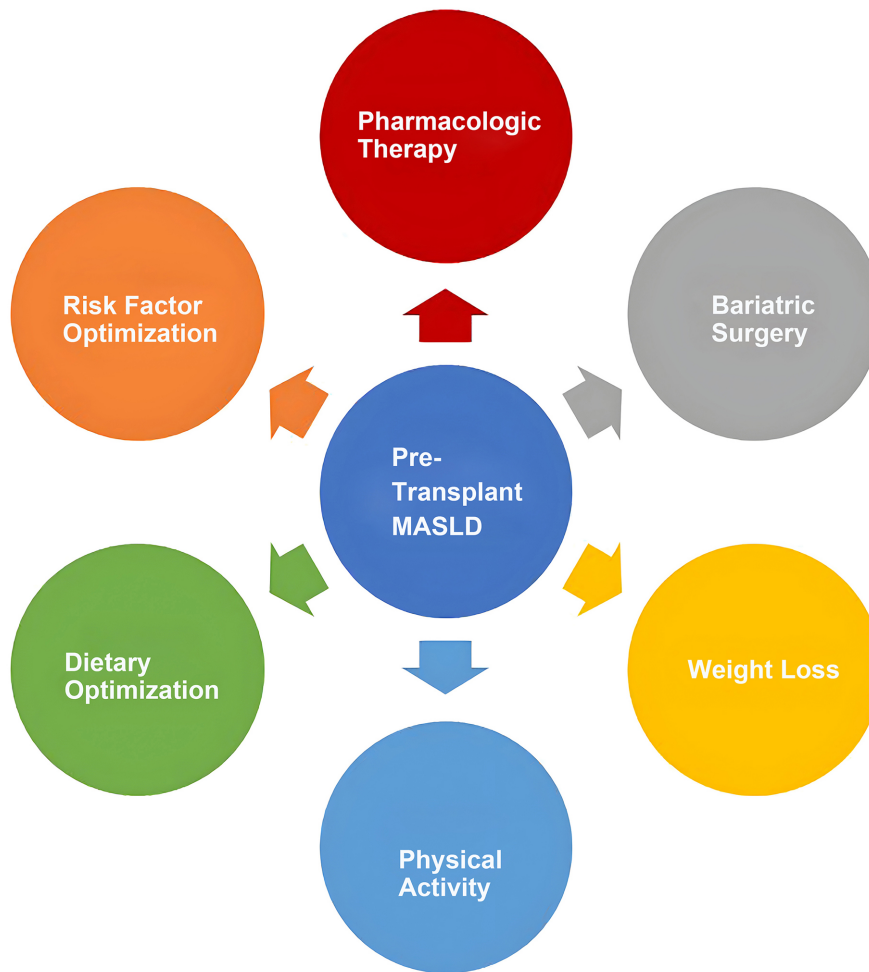 Pharmacologic
Therapy
Risk Factor
Optimization
Bariatric
Surgery
Pre-
Transplant
MASLD
Dietary
Optimization
Weight Loss
Physical
Activity